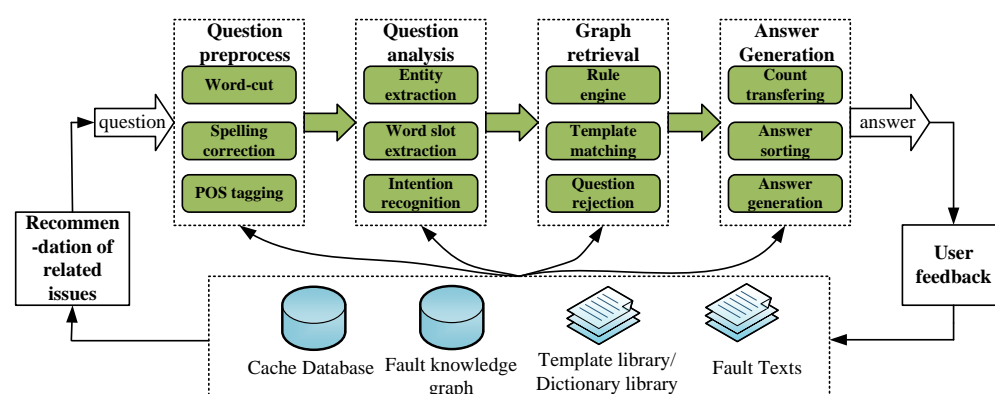 Question
preprocess
Word-cut
Spelling
correction
POS tagging
Question
analysis
Entity
extraction
Word slot
extraction
Intention
recognition
Graph
retrieval
Rule
engine
Template
matching
Question
rejection
Answer
Generation
Count
transfering
Answer
sorting
Answer
generation
question
answer
Recommen
-dation of
related
issues
User
feedback
Cache Database
Fault knowledge
graph
Template library/
Dictionary library
Fault Texts